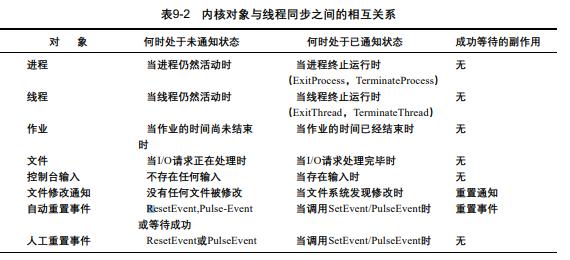 表9-2 内核对象与线程同步之间的相互关系
对 象 何时处于未通知状态 何时处于已通知状态 成功等待的副作用
进程 当进程仍然活动时 当进程终止运行时 无
(ExitProcess，TerminateProcess)
线程 当线程仍然活动时 当线程终止运行时 无
(ExitThread，TerminateThread)
作业 当作业的时间尚未结束 当作业的时间已经结束时 无
时
文件 当I/O请求正在处理时 当I/O请求处理完毕时 无
控制台输入 不存在任何输入 当存在输入时 无
文件修改通知 没有任何文件被修改 当文件系统发现修改时 重置通知
自动重置事件 ResetEvent,Pulse-Event 当调用SetEvent/PulseEvent时 重置事件
或等待成功
人工重置事件 ResetEvent或PulseEvent 当调用SetEvent/PulseEvent时 无